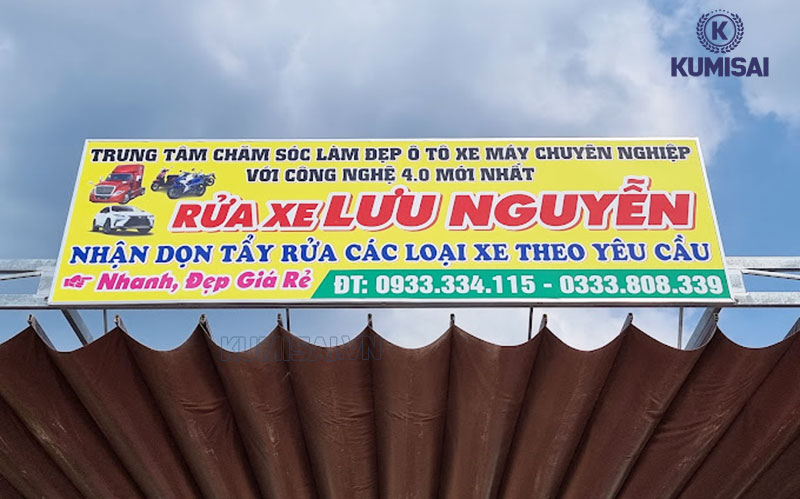 K
KUMISAI
TRUNG TÂM CHĂM SÓC LÀM ĐẸP Ô TÔ XE MÁY CHUYÊN NGHIỆP
VỚI CÔNG NGHỆ 4.0 MỚI NHẤT
RỬA XE LƯU NGUYỄN
NHẬN DỌN TẨY RỬA CÁC LOẠI XE THEO YÊU CẦU
Nhanh, Đẹp Giá Rẻ
ĐT: 0933.334.115 - 0333.808.339
KUMISAI.VN